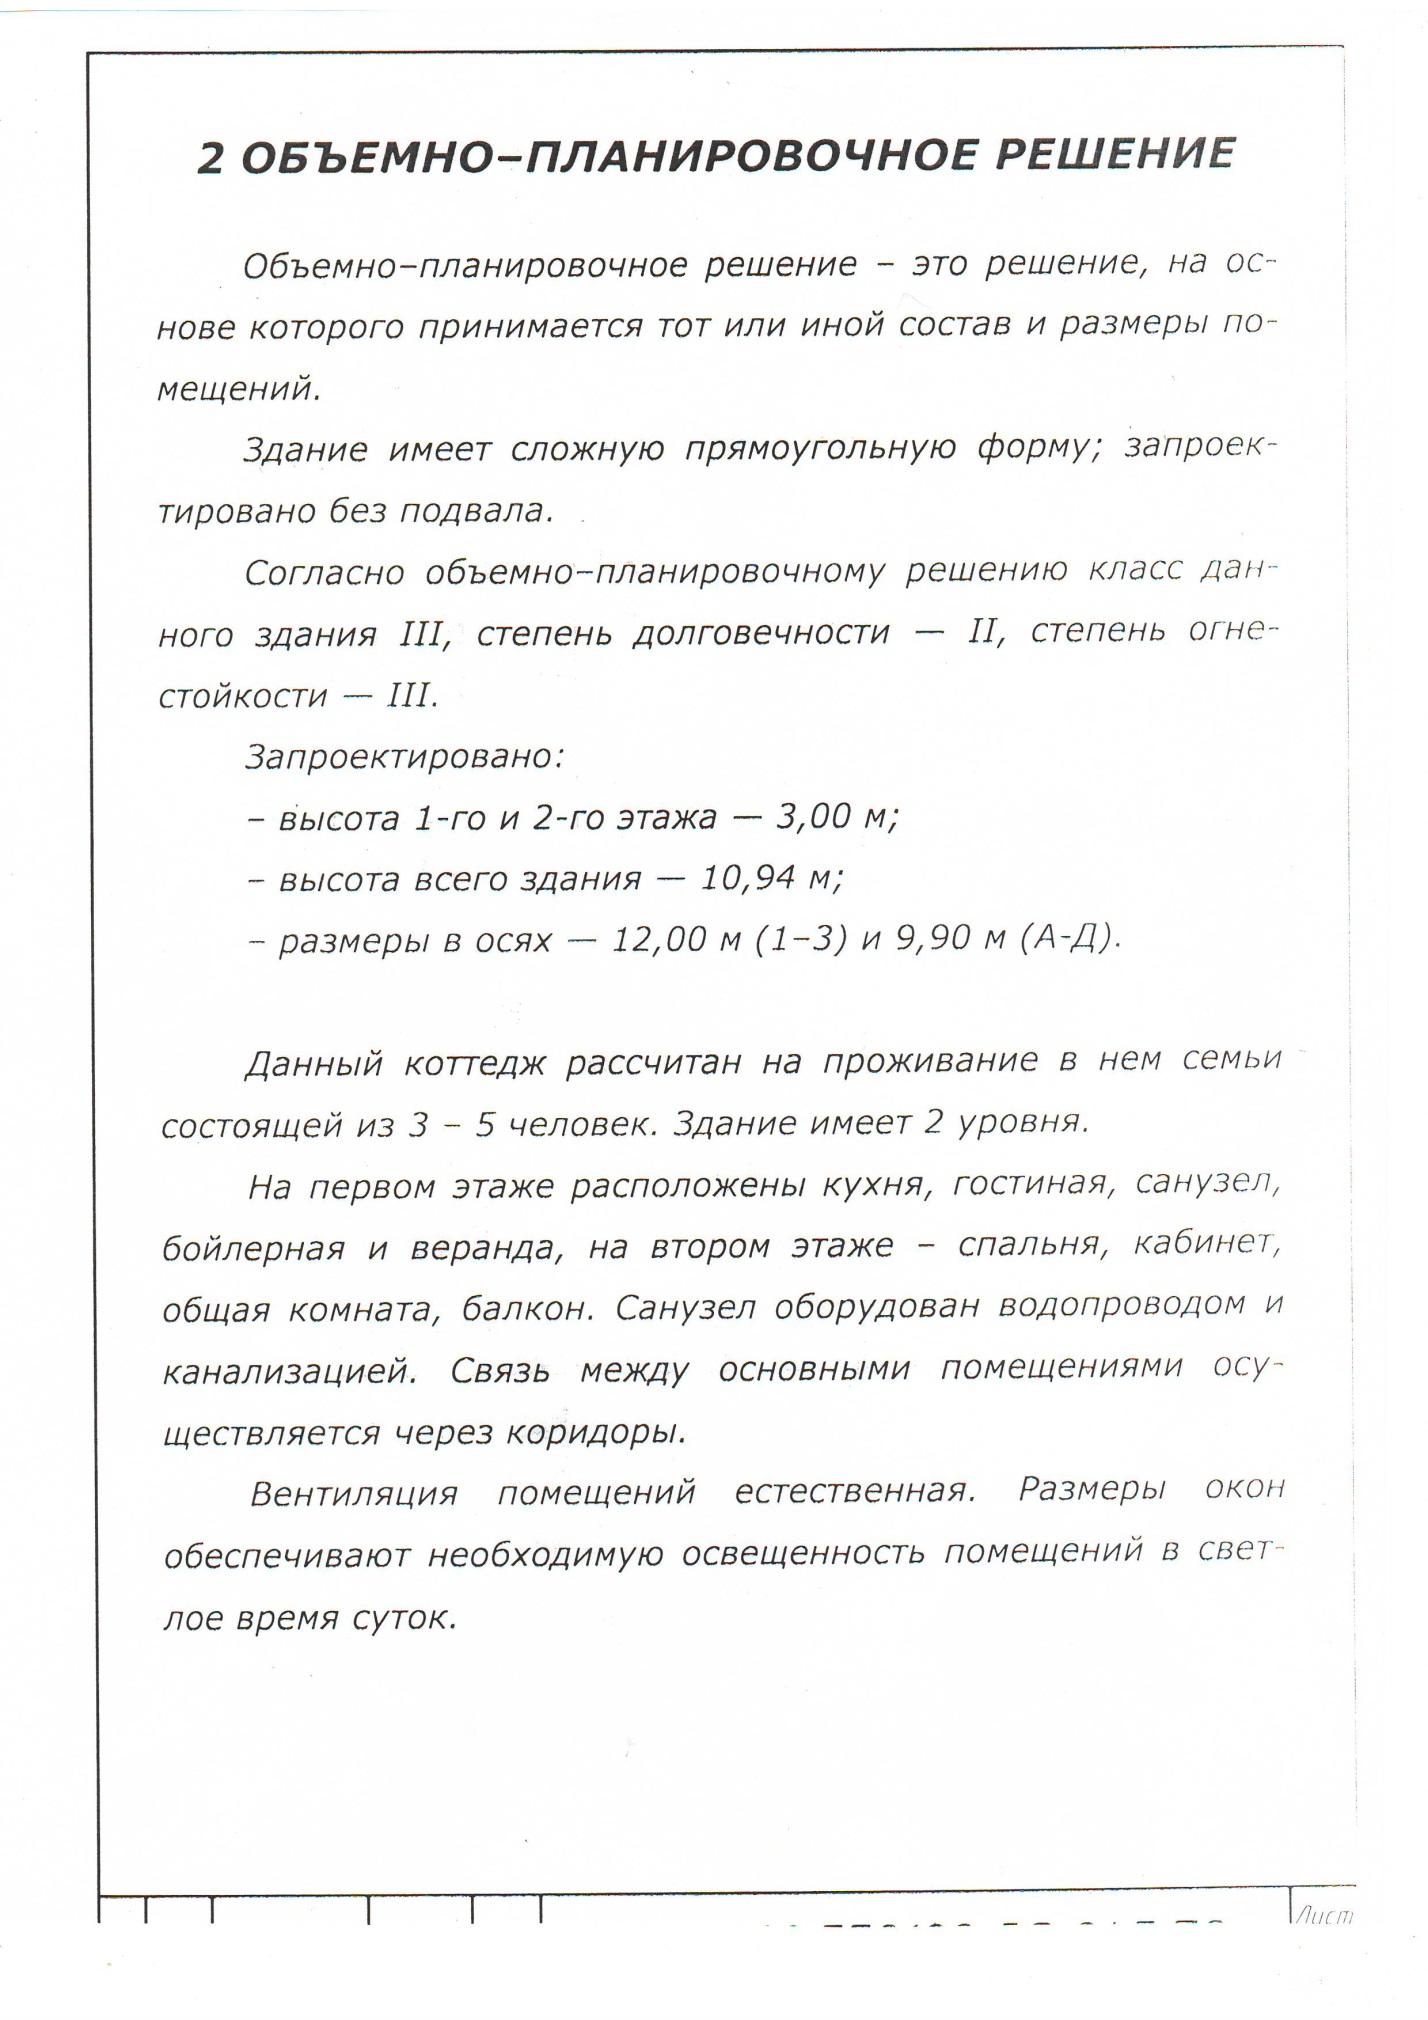 2 ОБЪЕМНО–ПЛАНИРОВОЧНОЕ РЕШЕНИЕ
Объемно–планировочное решение – это решение, на ос-
нове которого принимается тот или иной состав и размеры по-
мещений.
Здание имеет сложную прямоугольную форму; запроек-
тировано без подвала.
Согласно объемно–планировочному решению класс дан-
ного здания III, степень долговечности — II, степень огне-
стойкости — III.
Запроектировано:
– высота 1-го и 2-го этажа — 3,00 м;
– высота всего здания — 10,94 м;
– размеры в осях — 12,00 м (1–3) и 9,90 м (А-Д).
Данный коттедж рассчитан на проживание в нем семьи
состоящей из 3 – 5 человек. Здание имеет 2 уровня.
На первом этаже расположены кухня, гостиная, санузел,
бойлерная и веранда, на втором этаже – спальня, кабинет,
общая комната, балкон. Санузел оборудован водопроводом и
канализацией. Связь между основными помещениями осу-
ществляется через коридоры.
Вентиляция помещений естественная. Размеры окон
обеспечивают необходимую освещенность помещений в свет-
лое время суток.
Лист